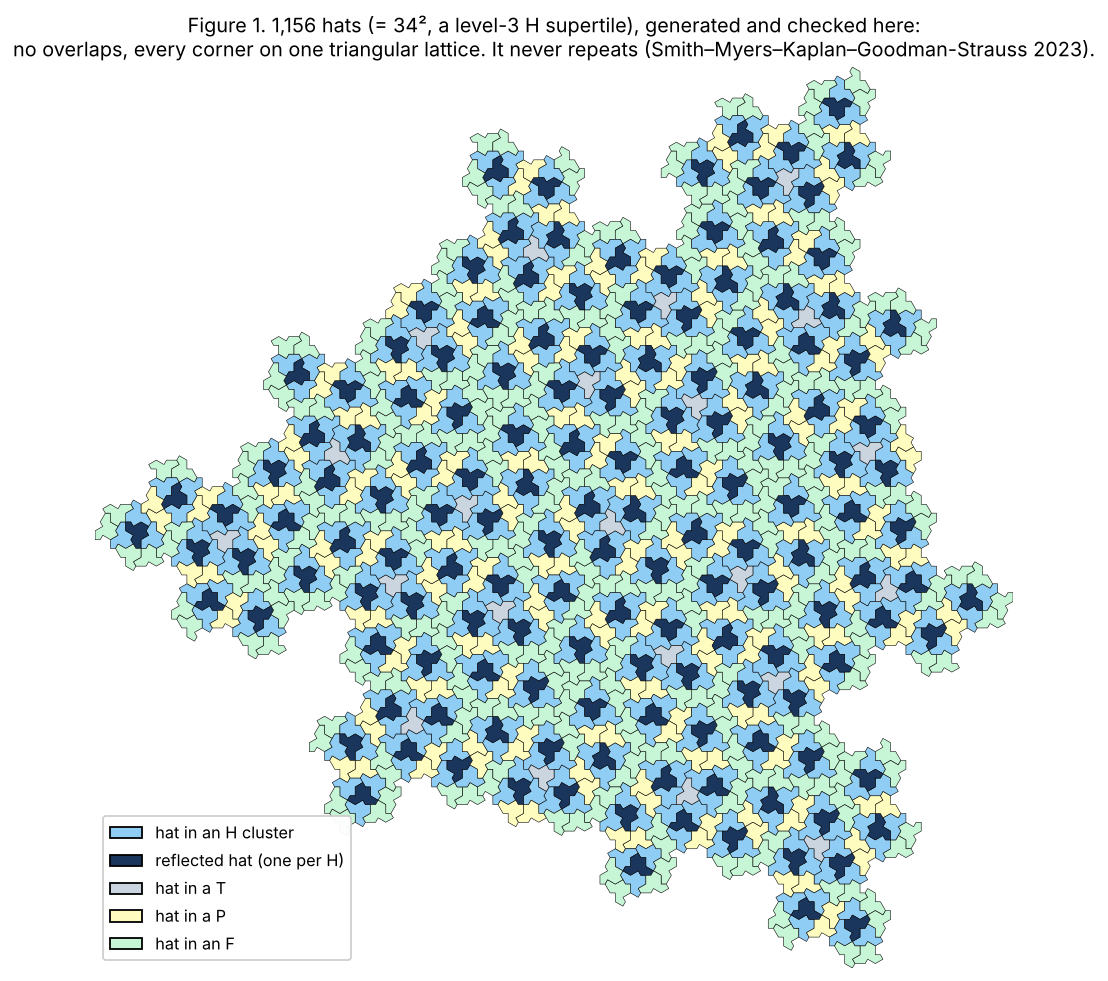 Figure 1. 1,156 hats (= 34², a level-3 H supertile), generated and checked here:
no overlaps, every corner on one triangular lattice. It never repeats (Smith–Myers–Kaplan–Goodman-Strauss 2023).
hat in an H cluster
reflected hat (one per H)
hat in a T
hat in a P
hat in an F